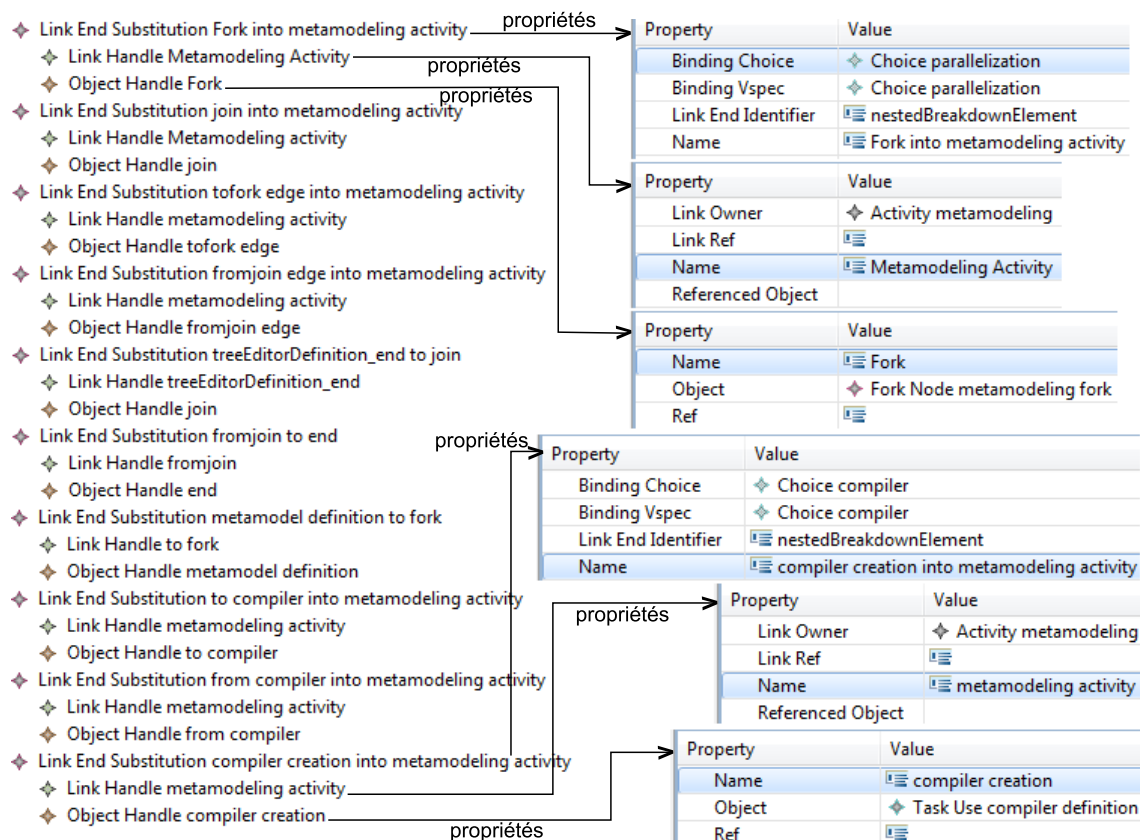 Link End Substitution Fork into metamodeling activity
Link Handle Metamodeling Activity
Object Handle Fork
Link End Substitution join into metamodeling activity
Link Handle Metamodeling activity
Object Handle join
Link End Substitution tofork edge into metamodeling activity
Link Handle metamodeling activity
Object Handle tofork edge
Link End Substitution fromjoin edge into metamodeling activity
Link Handle metamodeling activity
Object Handle fromjoin edge
Link End Substitution treeEditorDefinition_end to join
Link Handle treeEditorDefinition_end
Object Handle join
Link End Substitution fromjoin to end
Link Handle fromjoin
Object Handle end
Link End Substitution metamodel definition to fork
Link Handle to fork
Object Handle metamodel definition
Link End Substitution to compiler into metamodeling activity
Link Handle metamodeling activity
Object Handle to compiler
Link End Substitution from compiler into metamodeling activity
Link Handle metamodeling activity
Object Handle from compiler
Link End Substitution compiler creation into metamodeling activity
Link Handle metamodeling activity
Object Handle compiler creation
propriétés
Property Value
Binding Choice Choice parallelization
Binding Vspec Choice parallelization
Link End Identifier nestedBreakdownElement
Name Fork into metamodeling activity
propriétés
Property Value
Link Owner Activity metamodeling
Link Ref
Name Metamodeling Activity
Referenced Object
propriétés
Property Value
Name Fork
Object Fork Node metamodeling fork
Ref
propriétés
Property Value
Binding Choice Choice compiler
Binding Vspec Choice compiler
Link End Identifier nestedBreakdownElement
Name compiler creation into metamodeling activity
propriétés
Property Value
Link Owner Activity metamodeling
Link Ref
Name metamodeling activity
Referenced Object
propriétés
Property Value
Name compiler creation
Object Task Use compiler definition
Ref